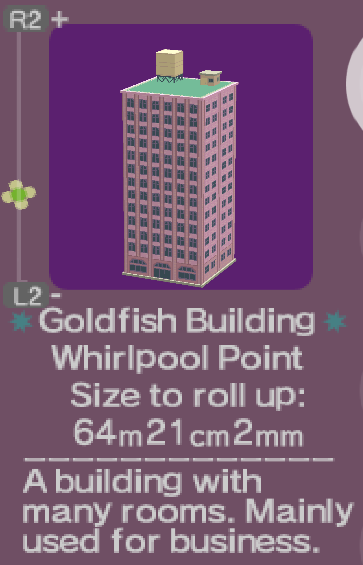 R2 +
L2 -
Goldfish Building
Whirlpool Point
Size to roll up:
64m21cm2mm
A building with
many rooms. Mainly
used for business.